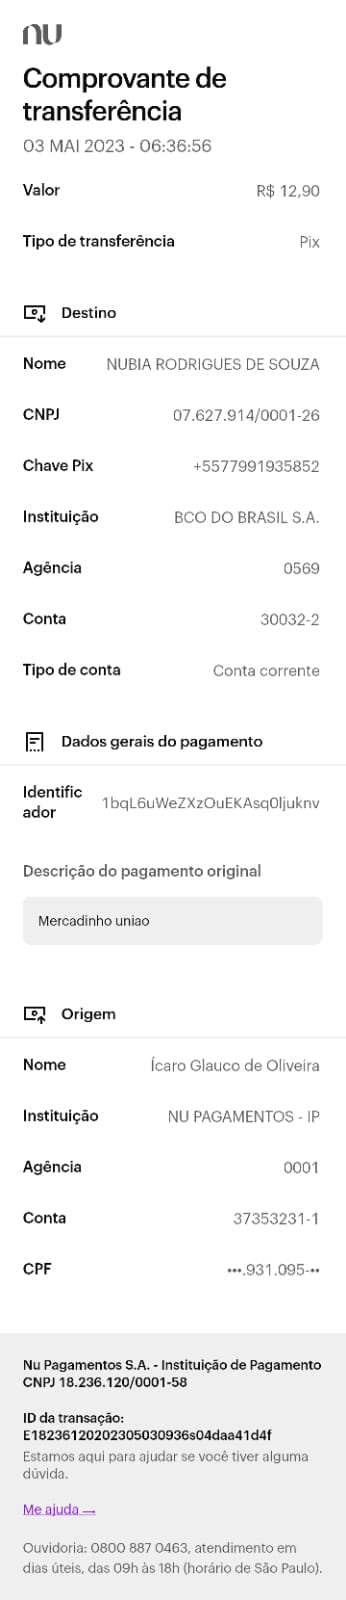 nu
Comprovante de
transferência
03 MAI 2023 - 06:36:56
Valor R$ 12,90
Tipo de transferência Pix
Destino
Nome NUBIA RODRIGUES DE SOUZA
CNPJ 07.627.914/0001-26
Chave Pix +5577991935852
Instituição BCO DO BRASIL S.A.
Agência 0569
Conta 30032-2
Tipo de conta Conta corrente
Dados gerais do pagamento
Identific
ador 1bqL6uWeZXzOuEKAsq0ljuknv
Descrição do pagamento original
Mercadinho uniao
Origem
Nome Ícaro Glauco de Oliveira
Instituição NU PAGAMENTOS - IP
Agência 0001
Conta 37353231-1
CPF •••.931.095-••
Nu Pagamentos S.A. - Instituição de Pagamento
CNPJ 18.236.120/0001-58
ID da transação:
E18236120202305030936s04daa41d4f
Estamos aqui para ajudar se você tiver alguma
dúvida.
Me ajuda →
Ouvidoria: 0800 887 0463, atendimento em
dias úteis, das 09h às 18h (horário de São Paulo).